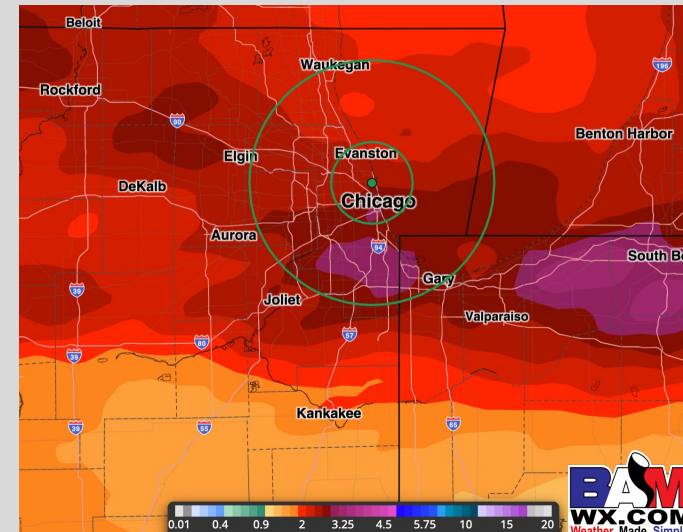 Beloit
Waukegan
196
Rockford
90
Benton Harbor
Evanston
Elgin
DeKalb
Chicago
Aurora
94
South Be
Gary
39
Joliet
Valparaiso
57
80
39
Kankakee
39
55
65
0.01 0.4 0.9 2 3.25 4.5 5.75 10 15 20
BAM
WX.COM
Weather Made Simpl